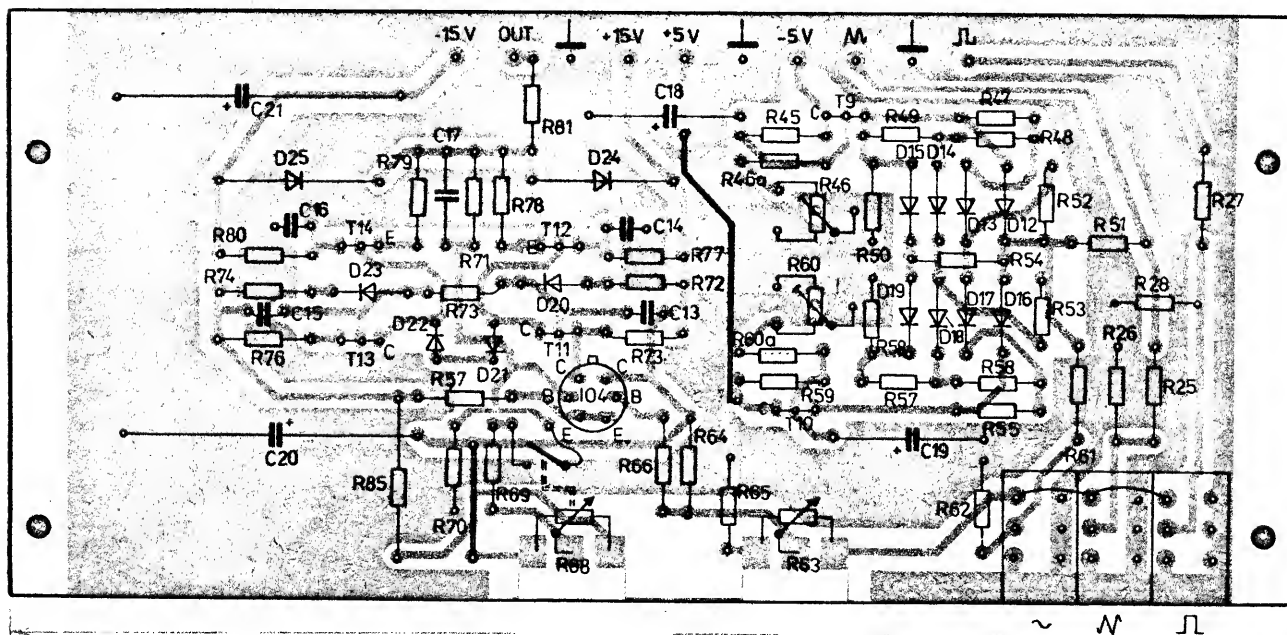 -15V OUT. +15V +5V -5V
C21 R81 C18 R45 C T9 R49 R47
R48
R79 C17 D15 D14
D25 D24 R46a R46 R52 R27
R78 D13 D12
C16 T14 E T12 C14 R51
R80 R71 E R77 R50 R54
R74 D23 R60 R28
R73 D20 R72 D19 D17 D16 R53
C15 D22 C13 D18 R26
R76 T13 C C T11 R73 R60a R58
D21 C C R25
R57 B IO4 B R59 R57 R58
C T10 R55
E E R64
C20 C19 R61
R85 R69 R66 R65 R62
R70
R68 R63